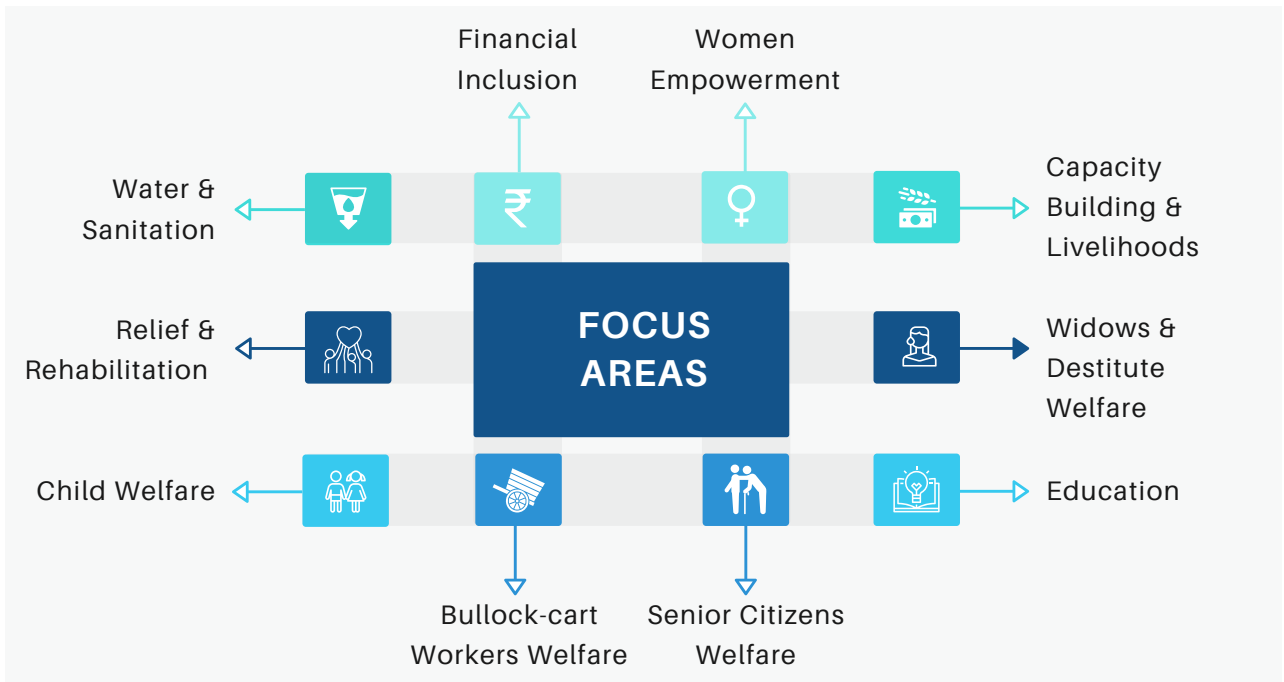 Financial
Inclusion
Women
Empowerment
Water &
Sanitation
Capacity
Building &
Livelihoods
FOCUS
AREAS
Relief &
Rehabilitation
Widows &
Destitute
Welfare
Child Welfare
Education
Bullock-cart
Workers Welfare
Senior Citizens
Welfare